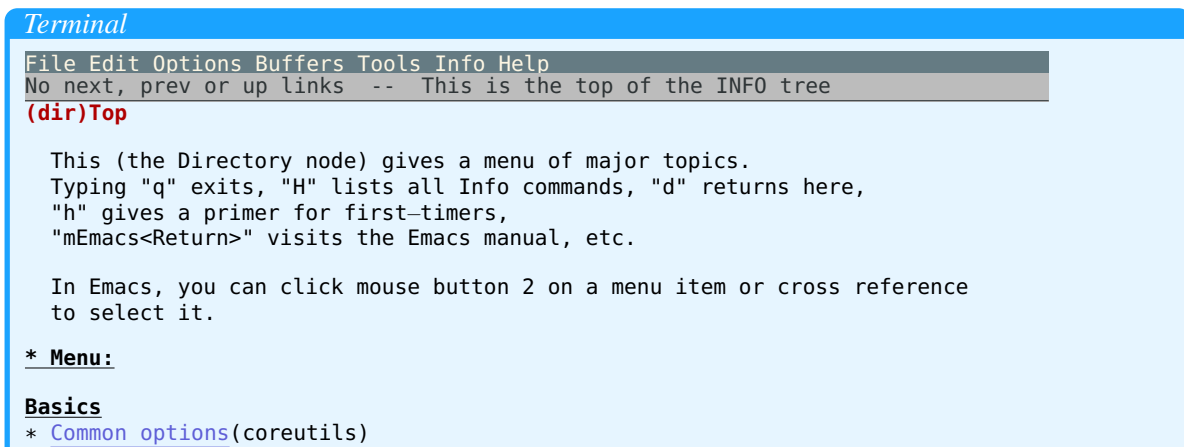 Terminal
File Edit Options Buffers Tools Info Help
No next, prev or up links  --  This is the top of the INFO tree
(dir)Top
This (the Directory node) gives a menu of major topics.
Typing "q" exits, "H" lists all Info commands, "d" returns here,
"h" gives a primer for first–timers,
"mEmacs<Return>" visits the Emacs manual, etc.
In Emacs, you can click mouse button 2 on a menu item or cross reference
to select it.
* Menu:
Basics
* Common options(coreutils)